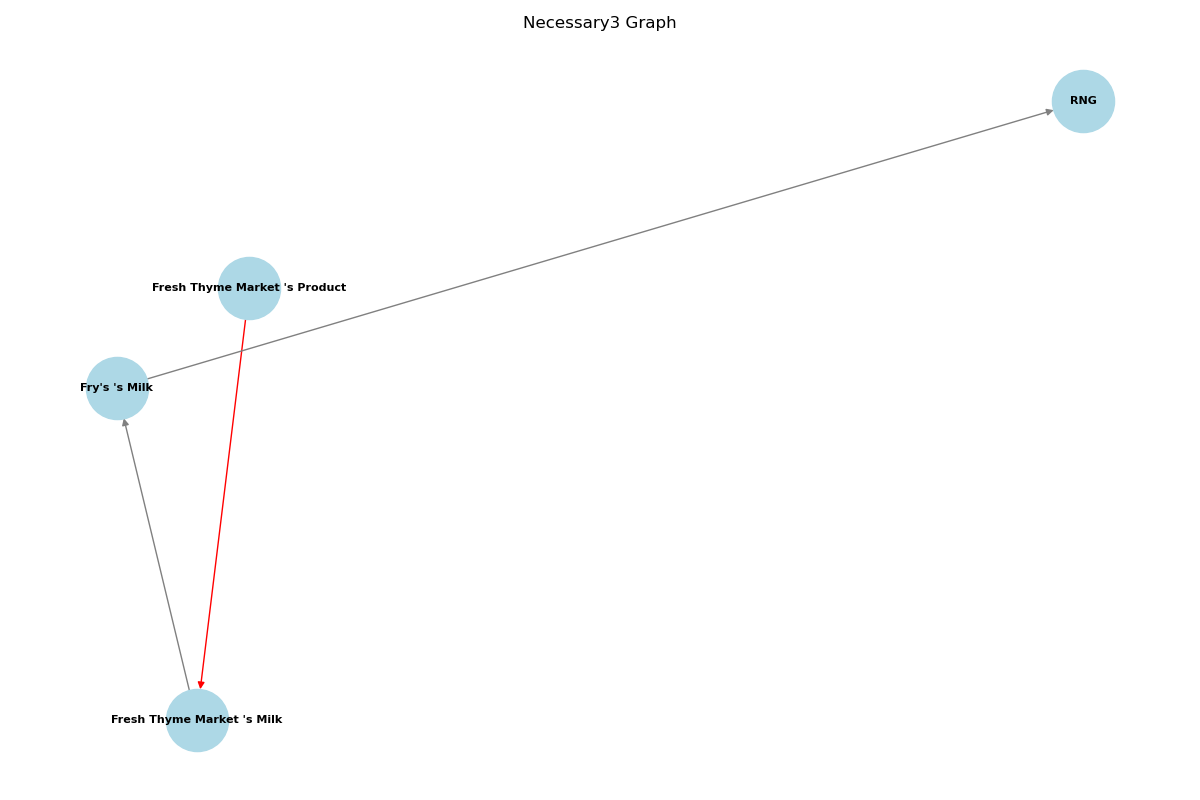 Necessary3 Graph
RNG
Fresh Thyme Market 's Product
Fry's 's Milk
Fresh Thyme Market 's Milk